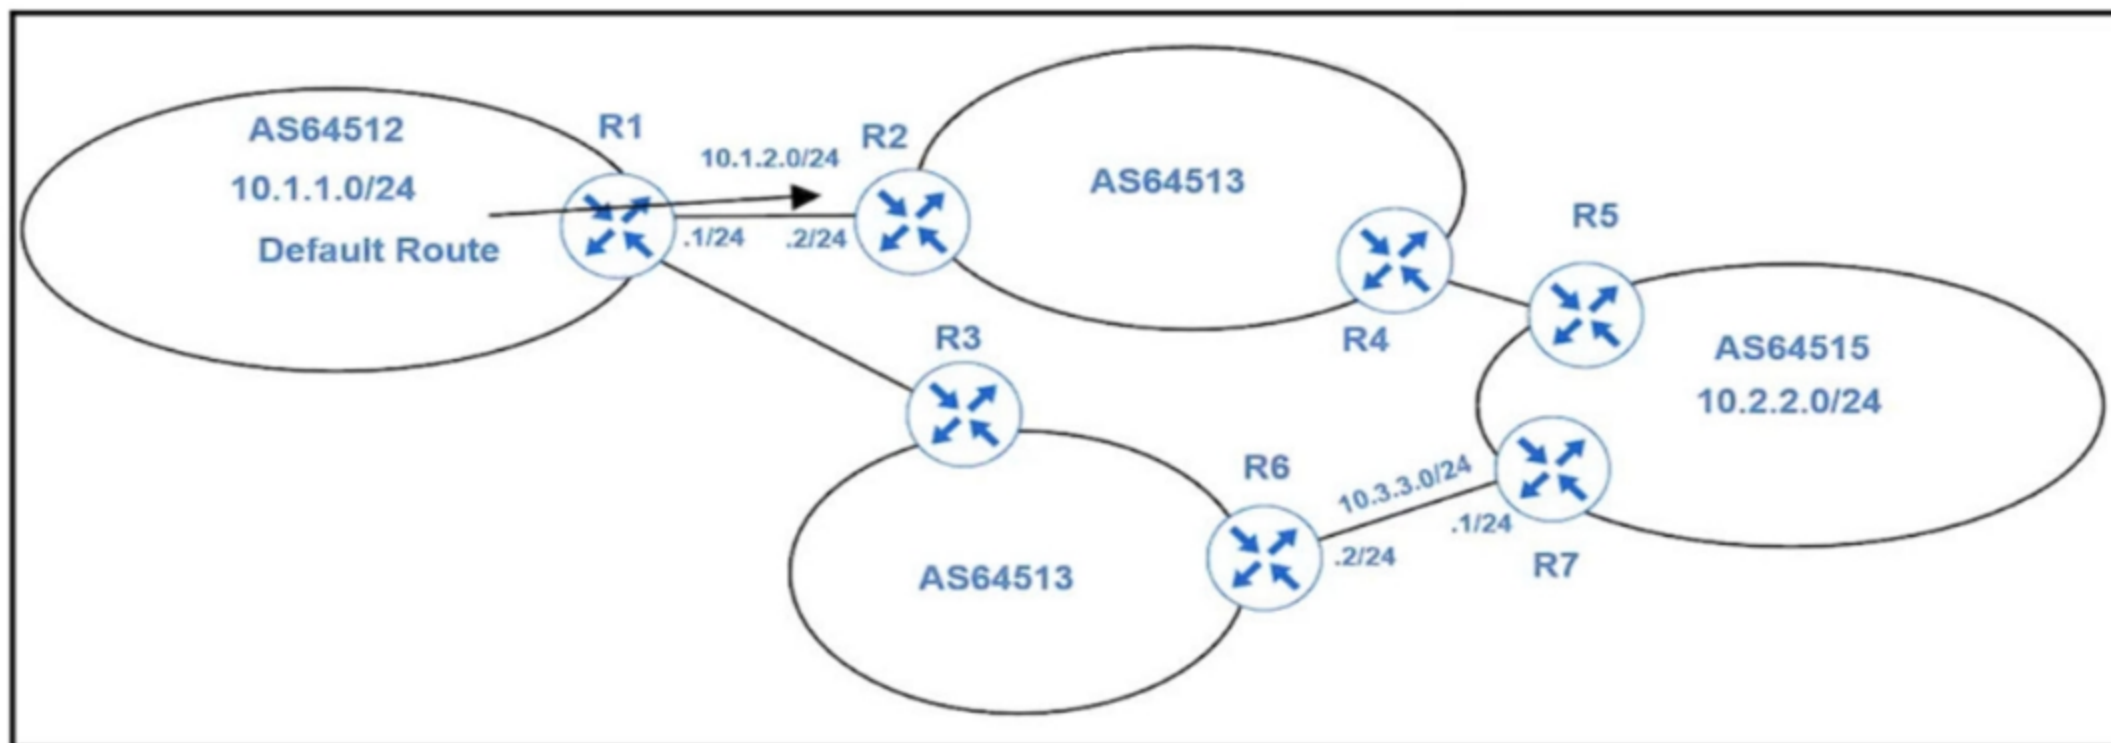 AS64512
10.1.1.0/24
Default Route
R1
10.1.2.0/24
.1/24
.2/24
R2
AS64513
R4
R5
AS64515
10.2.2.0/24
R3
AS64513
R6
10.3.3.0/24
.2/24
.1/24
R7